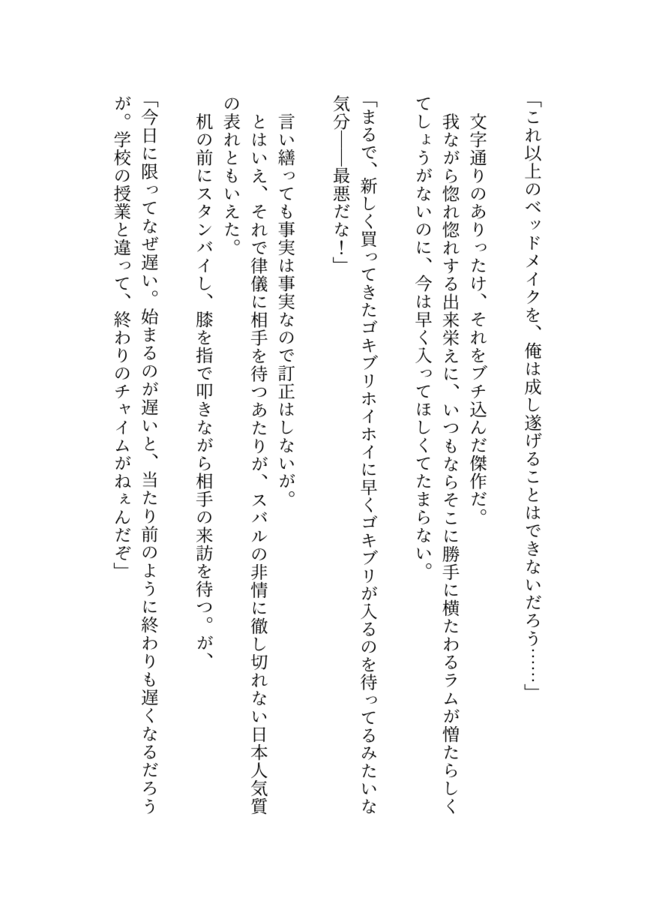 「これ以上のベッドメイクを、俺は成し遂げることはできないだろう……」
文字通りのありったけ、それをブチ込んだ傑作だ。
我ながら惚れ惚れする出来栄えに、いつもならそこに勝手に横たわるラムが憎たらしく
てしょうがないのに、今は早く入ってほしくてたまらない。
「まるで、新しく買ってきたゴキブリホイホイに早くゴキブリが入るのを待ってるみたいな
気分――最悪だな！」
言い繕っても事実は事実なので訂正はしないが。
とはいえ、それで律儀に相手を待つあたりが、スバルの非情に徹し切れない日本人気質
の表れともいえた。
机の前にスタンバイし、膝を指で叩きながら相手の来訪を待つ。が、
「今日に限ってなぜ遅い。始まるのが遅いと、当たり前のように終わりも遅くなるだろう
が。学校の授業と違って、終わりのチャイムがねぇんだぞ」